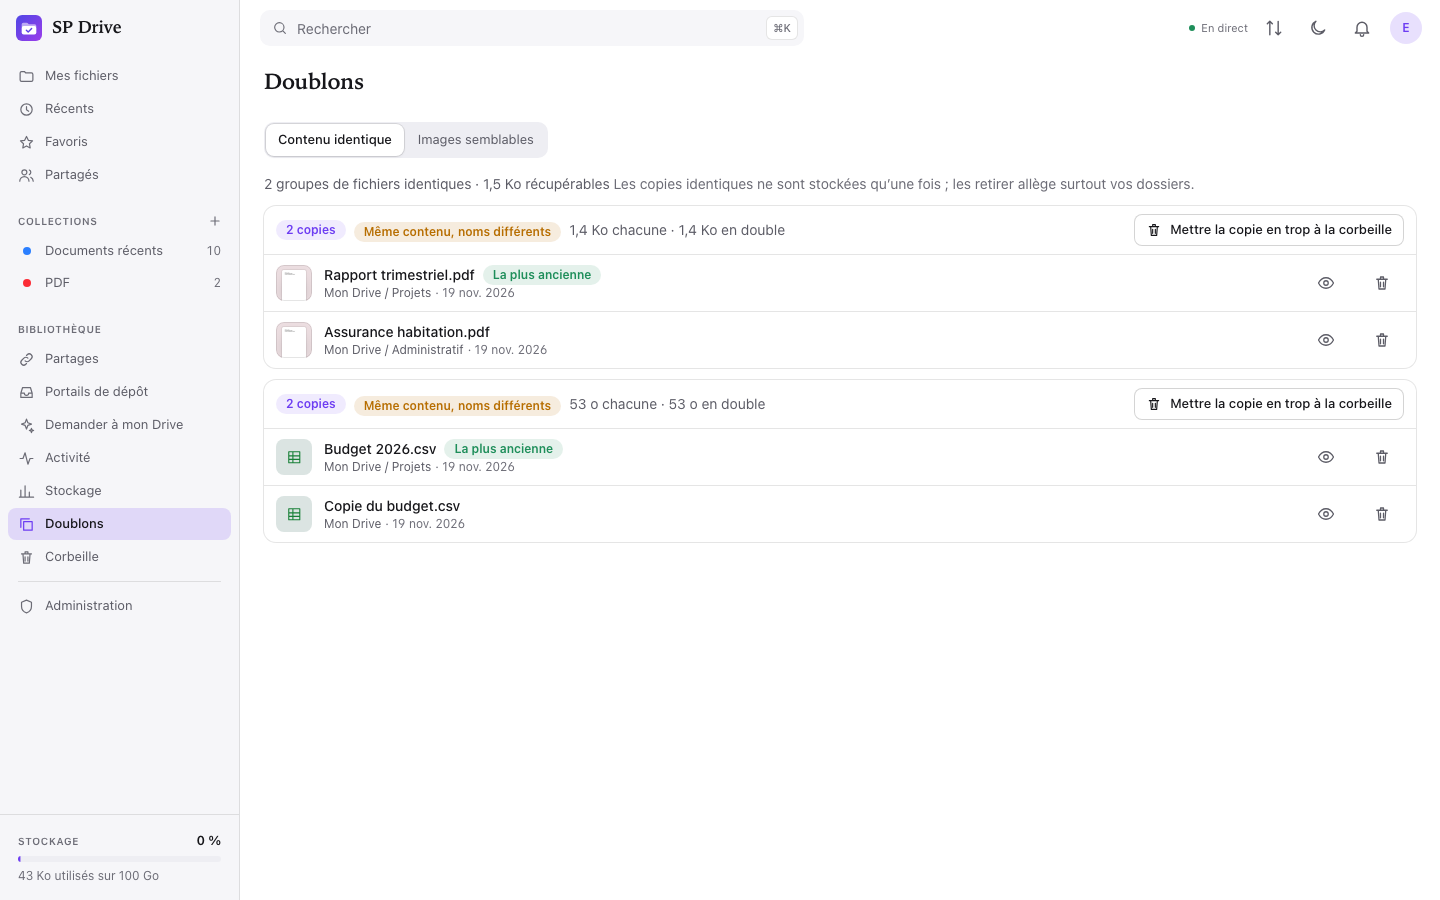 SP Drive
Rechercher
⌘K
En direct
E
Mes fichiers
Récents
Favoris
Partagés
COLLECTIONS
Documents récents 10
PDF 2
BIBLIOTHÈQUE
Partages
Portails de dépôt
Demander à mon Drive
Activité
Stockage
Doublons
Corbeille
Administration
STOCKAGE 0 %
43 Ko utilisés sur 100 Go
Doublons
Contenu identique Images semblables
2 groupes de fichiers identiques · 1,5 Ko récupérables Les copies identiques ne sont stockées qu'une fois ; les retirer allège surtout vos dossiers.
2 copies Même contenu, noms différents 1,4 Ko chacune · 1,4 Ko en double Mettre la copie en trop à la corbeille
Rapport trimestriel.pdf La plus ancienne
Mon Drive / Projets · 19 nov. 2026
Assurance habitation.pdf
Mon Drive / Administratif · 19 nov. 2026
2 copies Même contenu, noms différents 53 o chacune · 53 o en double Mettre la copie en trop à la corbeille
Budget 2026.csv La plus ancienne
Mon Drive / Projets · 19 nov. 2026
Copie du budget.csv
Mon Drive · 19 nov. 2026